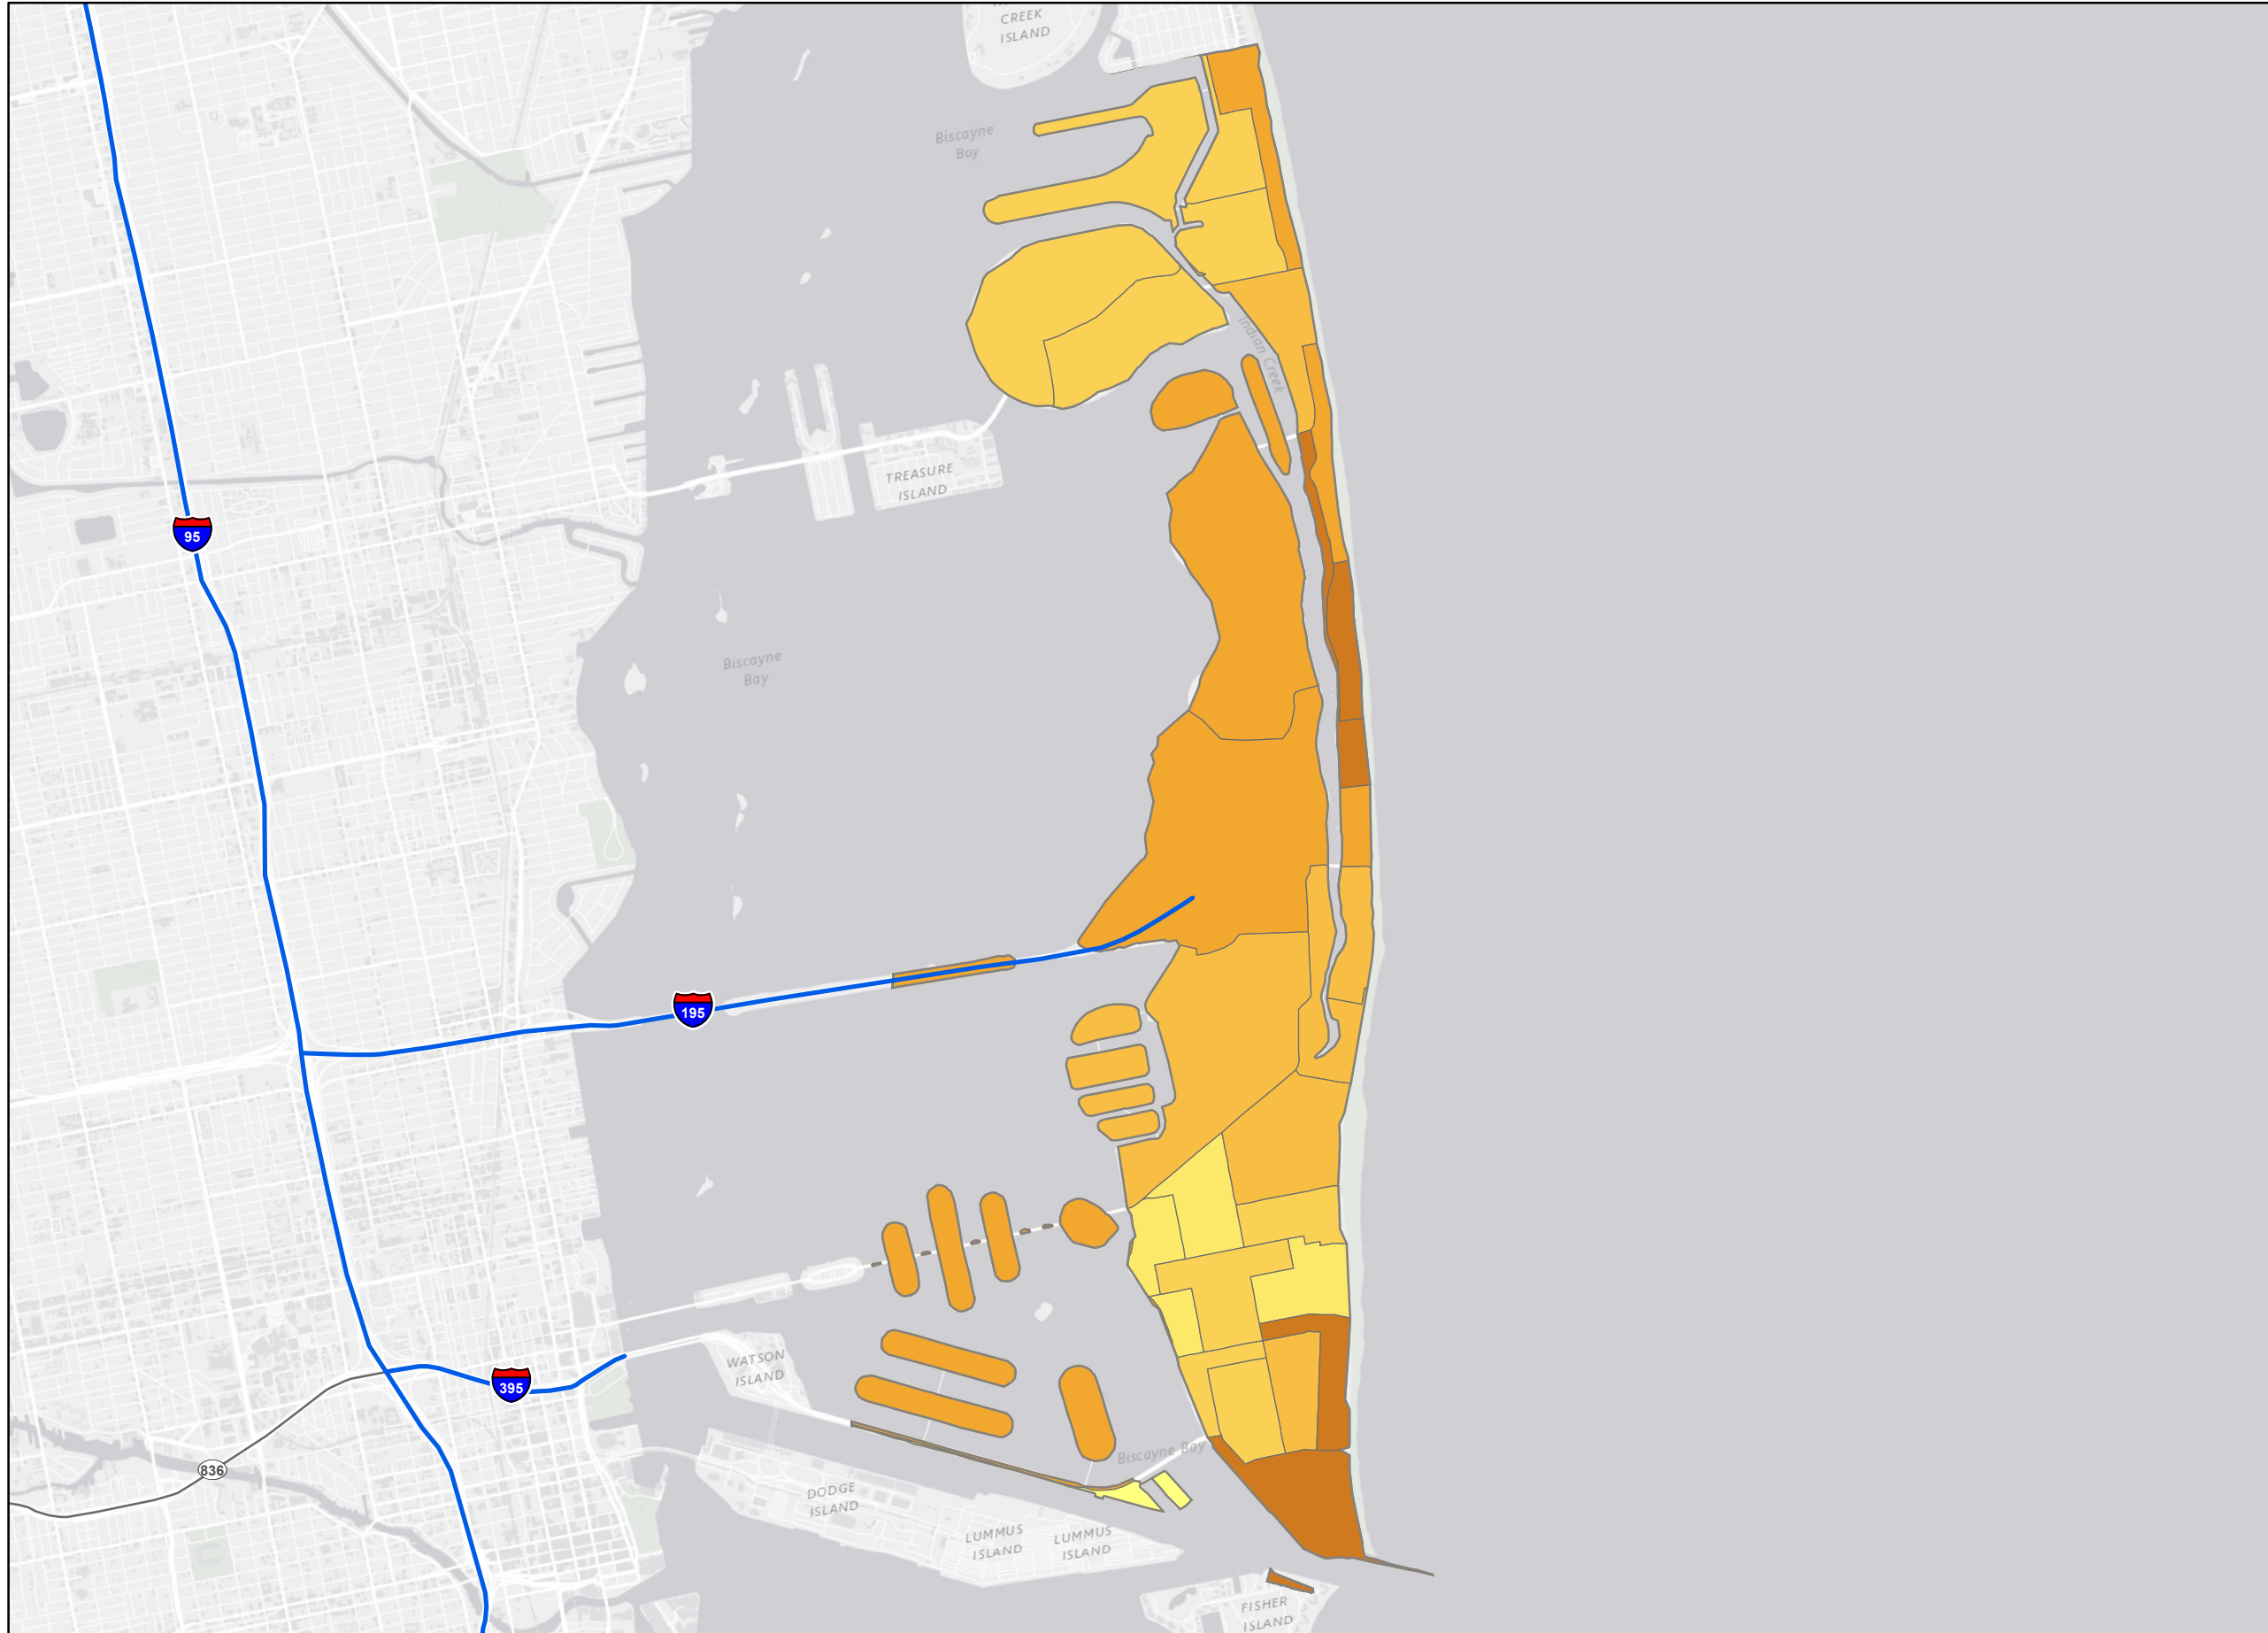 CREEK
ISLAND
Biscayne
Bay
Indian Creek
TREASURE
ISLAND
95
Biscayne
Bay
195
WATSON
ISLAND
395
Biscayne Bay
836
DODGE
ISLAND
LUMMUS
ISLAND
LUMMUS
ISLAND
FISHER
ISLAND